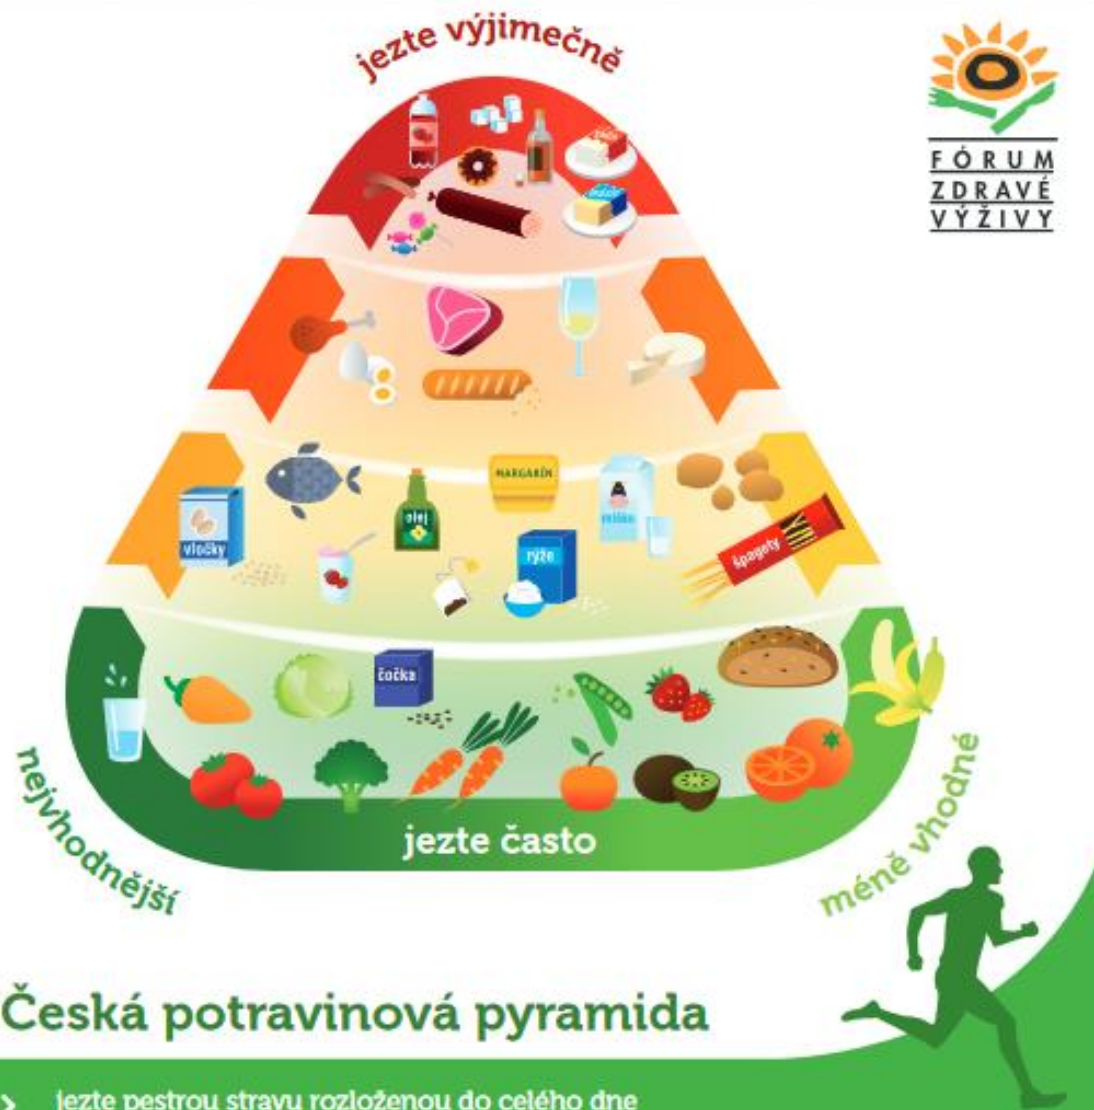 jezte výjimečně
FÓRUM
ZDRAVÉ
VÝŽIVY
MARGARÍN
olej
mléko
vločky
rýže
špagety
čočka
jezte často
nejvhodnější
méně vhodné
Česká potravinová pyramida
› jezte pestrou stravu rozloženou do celého dne